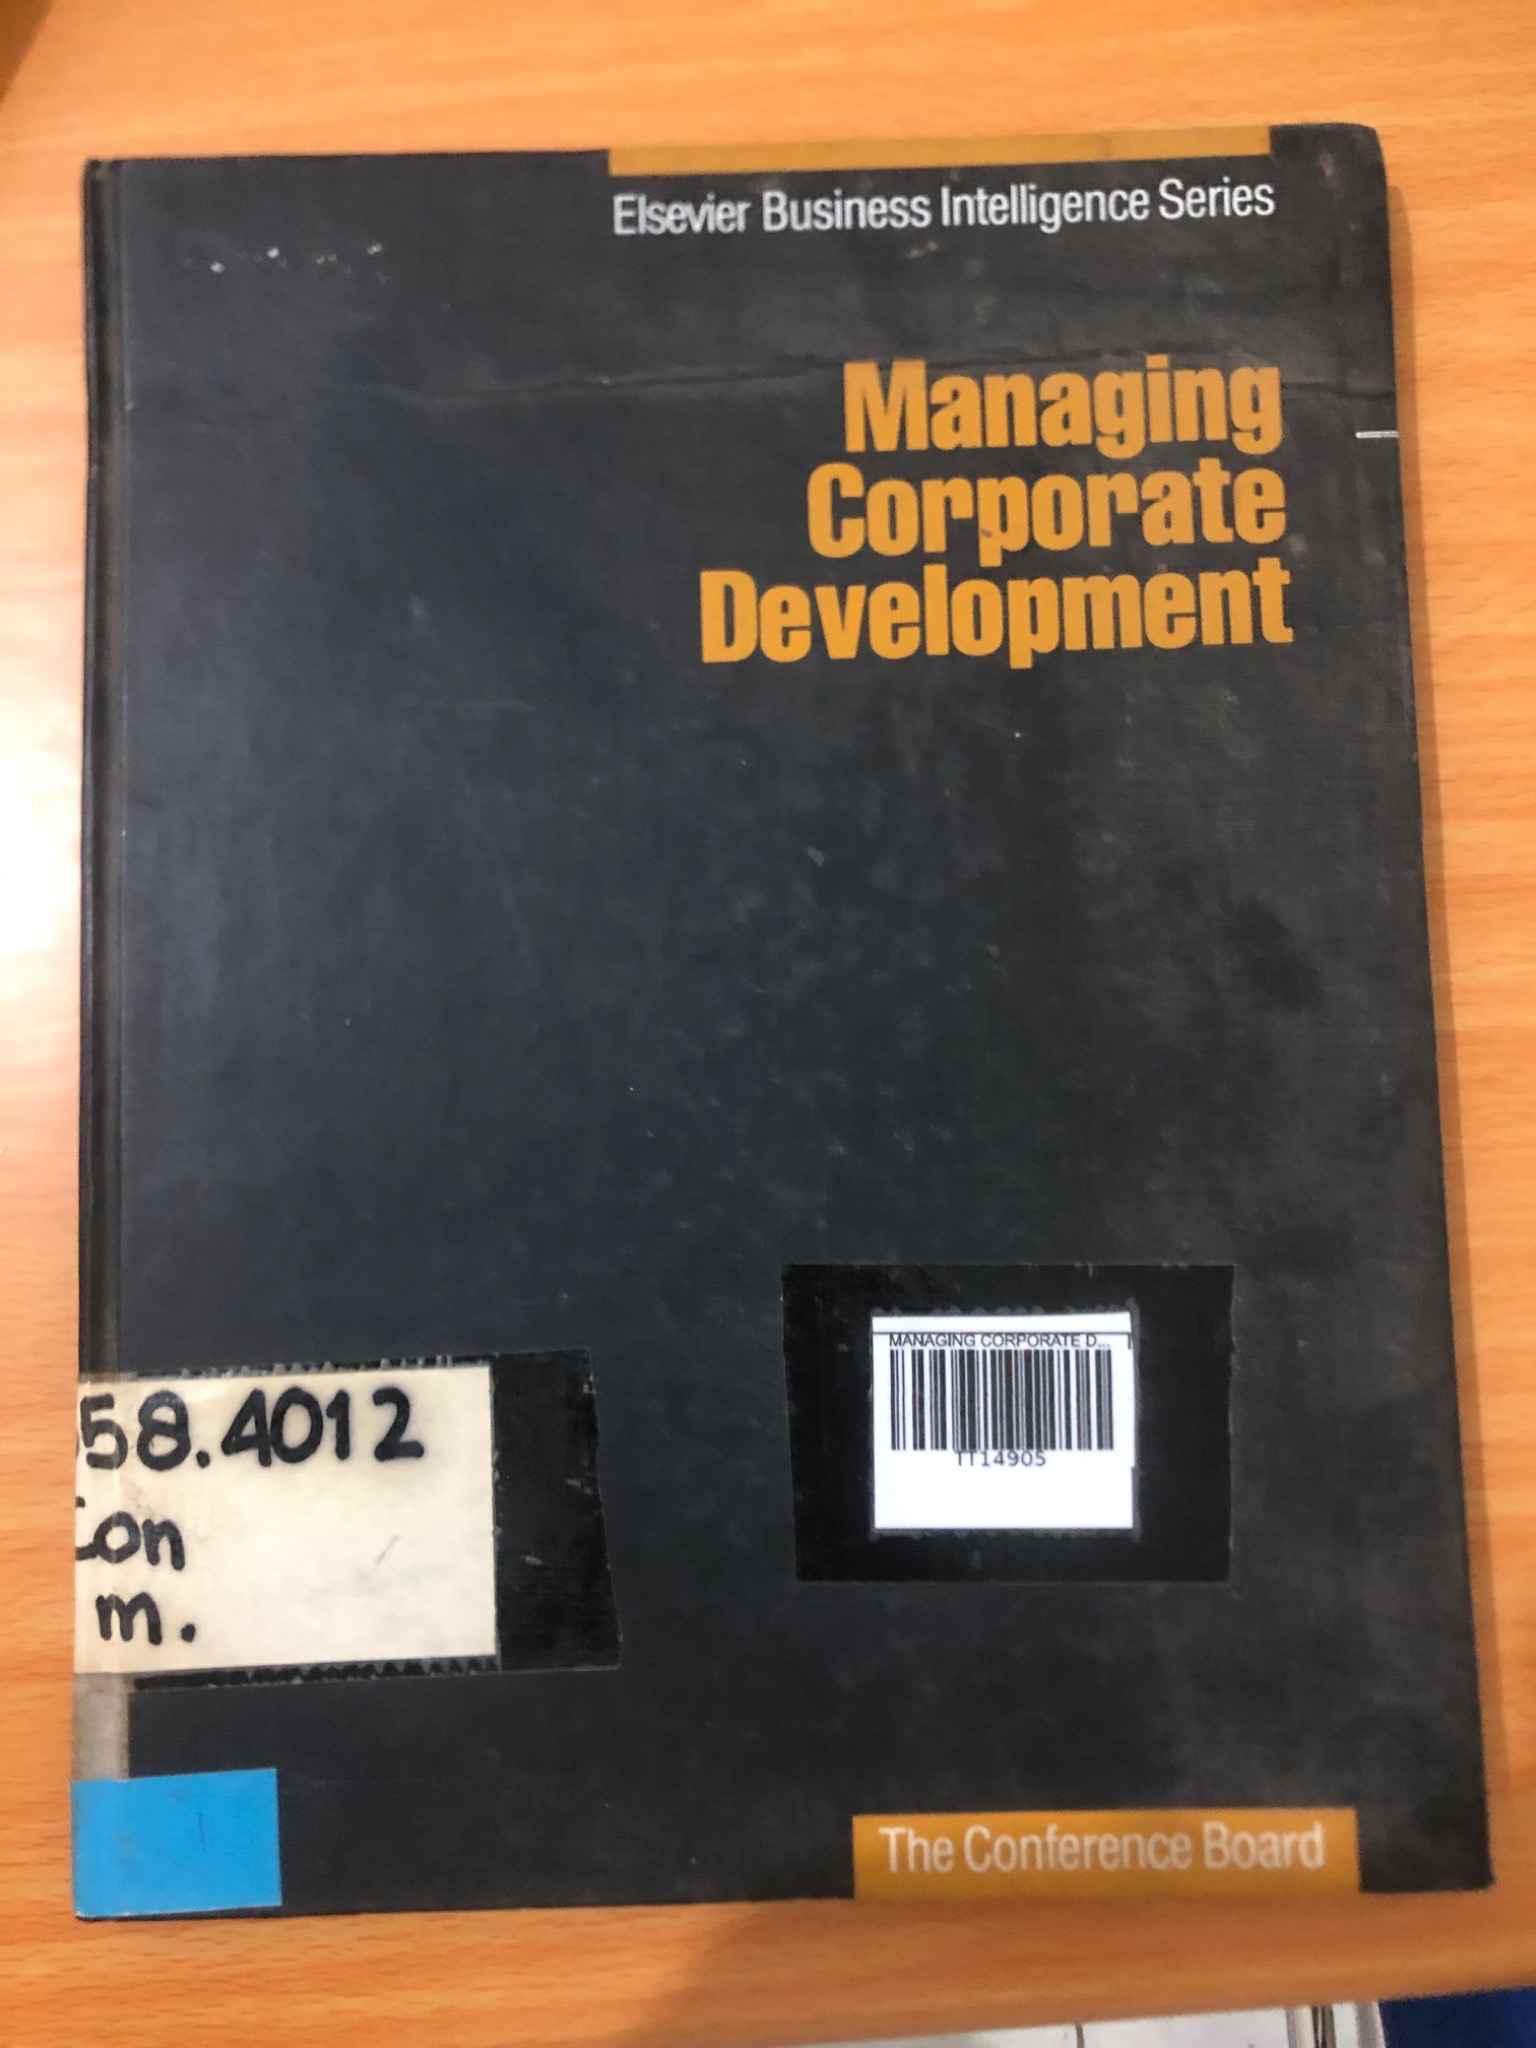 Elsevier Business Intelligence Series
Managing
Corporate
Development
MANAGING CORPORATE D...
TT14905
58.4012
Con
m.
The Conference Board